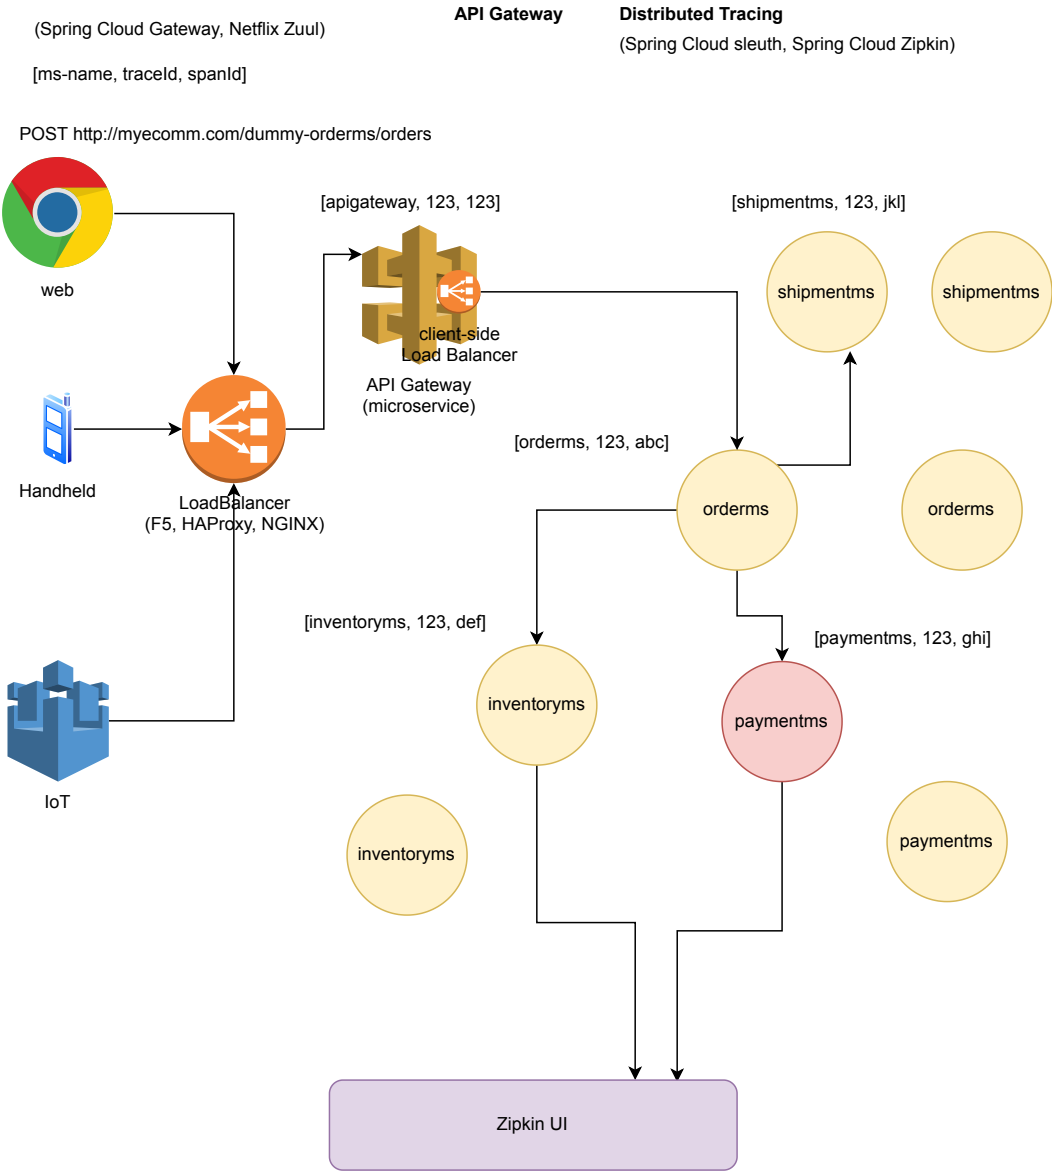 API Gateway
Distributed Tracing
(Spring Cloud Gateway, Netflix Zuul)
(Spring Cloud sleuth, Spring Cloud Zipkin)
[ms-name, traceId, spanId]
POST http://myecomm.com/dummy-orderms/orders
[apigateway, 123, 123]
[shipmentms, 123, jkl]
web
shipmentms
shipmentms
client-side
Load Balancer
API Gateway
(microservice)
[orderms, 123, abc]
Handheld
LoadBalancer
(F5, HAProxy, NGINX)
orderms
orderms
[inventoryms, 123, def]
[paymentms, 123, ghi]
inventoryms
paymentms
IoT
inventoryms
paymentms
Zipkin UI